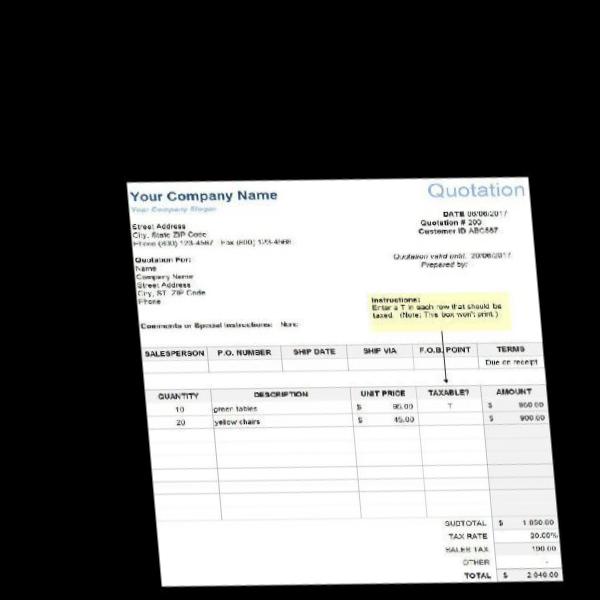 Your Company Name
Quotation
Your Company Slogan
DATE 06/06/2017
Street Address
Quotation # 200
City, State ZIP Code
Customer ID ABC567
Phone (800) 123-4567 Fax (800) 123-4568
Quotation valid until: 20/06/2017
Quotation For:
Prepared by:
Name
Company Name
Street Address
City, ST ZIP Code
Phone
Instructions:
Enter a T in each row that should be
taxed. (Note: This box won't print.)
Comments or Special Instructions: None
SALESPERSON P.O. NUMBER SHIP DATE SHIP VIA F.O.B. POINT TERMS
Due on receipt
QUANTITY DESCRIPTION UNIT PRICE TAXABLE? AMOUNT
10 green tables $ 95.00 T $ 950.00
20 yellow chairs $ 45.00 $ 900.00
SUBTOTAL $ 1 850.00
TAX RATE 20.00%
SALES TAX 190.00
OTHER -
TOTAL $ 2 040.00